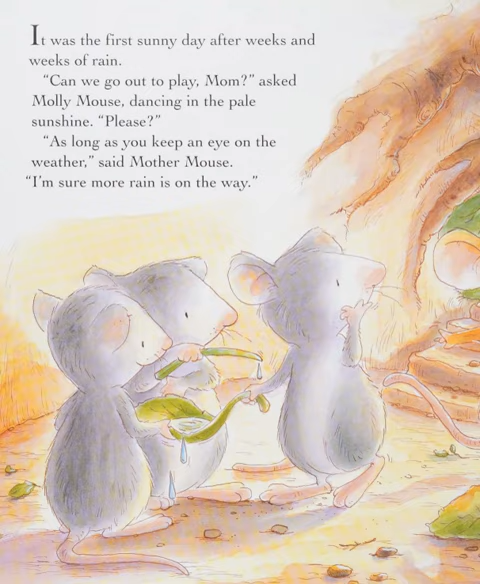 It was the first sunny day after weeks and
weeks of rain.
“Can we go out to play, Mom?” asked
Molly Mouse, dancing in the pale
sunshine. “Please?”
“As long as you keep an eye on the
weather,” said Mother Mouse.
“I’m sure more rain is on the way.”